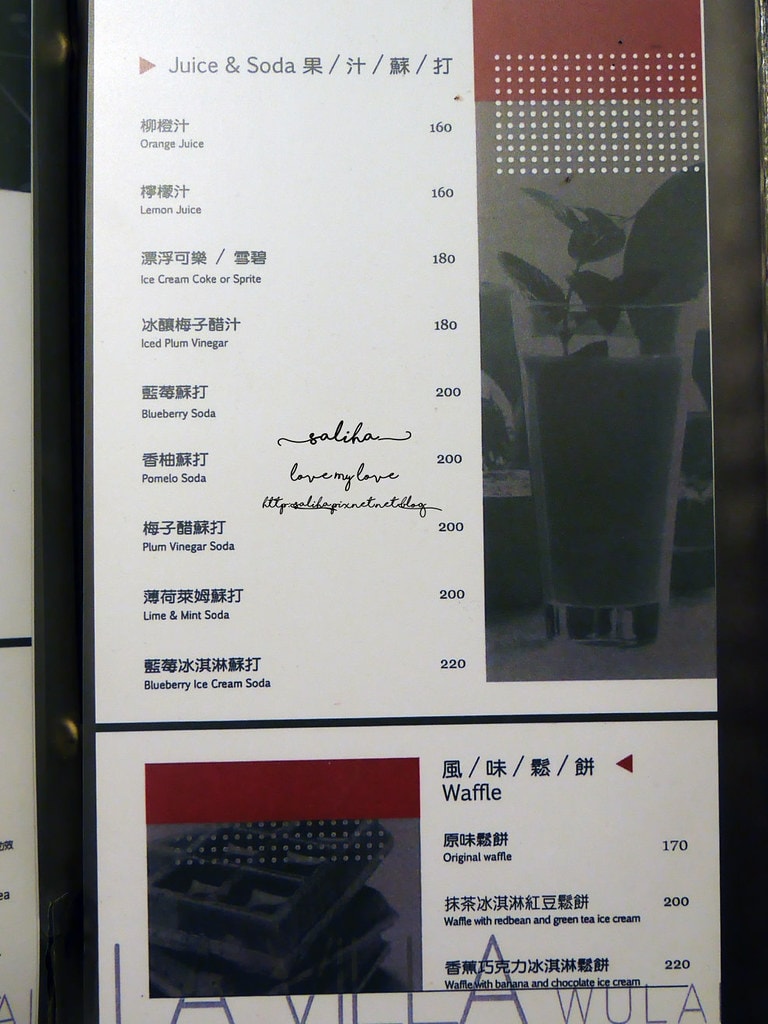 Juice & Soda 果/汁/蘇/打
柳橙汁 160
Orange Juice
檸檬汁 160
Lemon Juice
漂浮可樂 / 雪碧 180
Ice Cream Coke or Sprite
冰釀梅子醋汁 180
Iced Plum Vinegar
藍莓蘇打 200
Blueberry Soda
saliha
香柚蘇打 200
Pomelo Soda
love my love
梅子醋蘇打 200
Plum Vinegar Soda
薄荷萊姆蘇打 200
Lime & Mint Soda
藍莓冰淇淋蘇打 220
Blueberry Ice Cream Soda
風/味/鬆/餅
Waffle
原味鬆餅 170
Original waffle
抹茶冰淇淋紅豆鬆餅 200
Waffle with redbean and green tea ice cream
香蕉巧克力冰淇淋鬆餅 220
Waffle with banana and chocolate ice cream
LA VILLA WULA